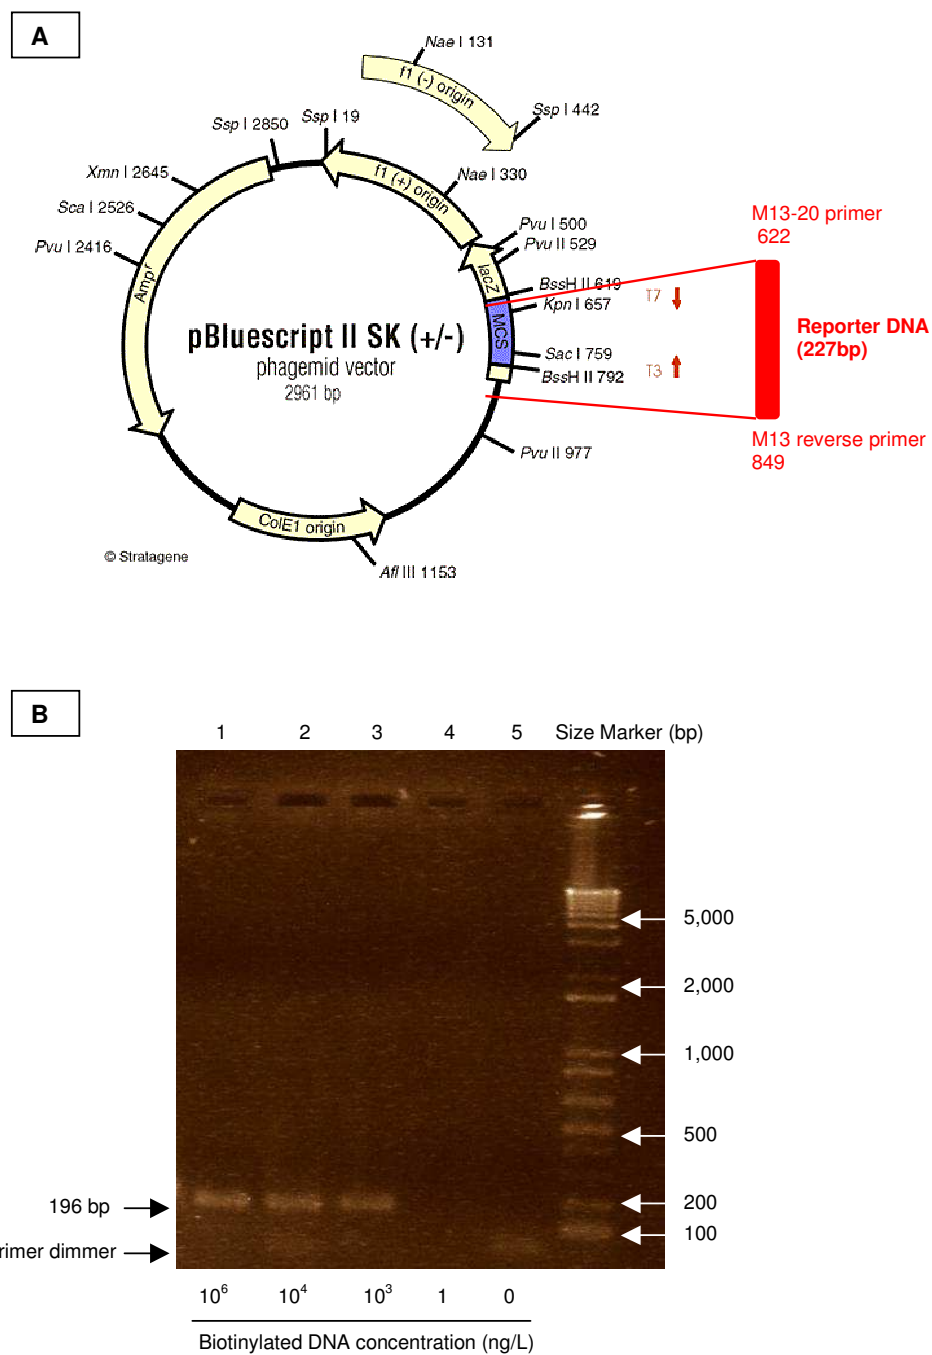 A
Nae I 131
f1 (-) origin
Ssp I 442
Ssp I 19
Ssp I 2850
Xmn I 2645
Sca I 2526
Pvu I 2416
Ampr
f1 (+) origin
Nae I 330
Pvu I 500
Pvu II 529
lacZ
BssH II 619
Kpn I 657
MCS
Sac I 759
BssH II 792
pBluescript II SK (+/-)
phagemid vector
2961 bp
Pvu II 977
ColE1 origin
Afl III 1153
© Stratagene
T7
T3
M13-20 primer
622
Reporter DNA
(227bp)
M13 reverse primer
849
B
1 2 3 4 5 Size Marker (bp)
5,000
2,000
1,000
500
200
100
196 bp
rimer dimmer
10⁶ 10⁴ 10³ 1 0
Biotinylated DNA concentration (ng/L)